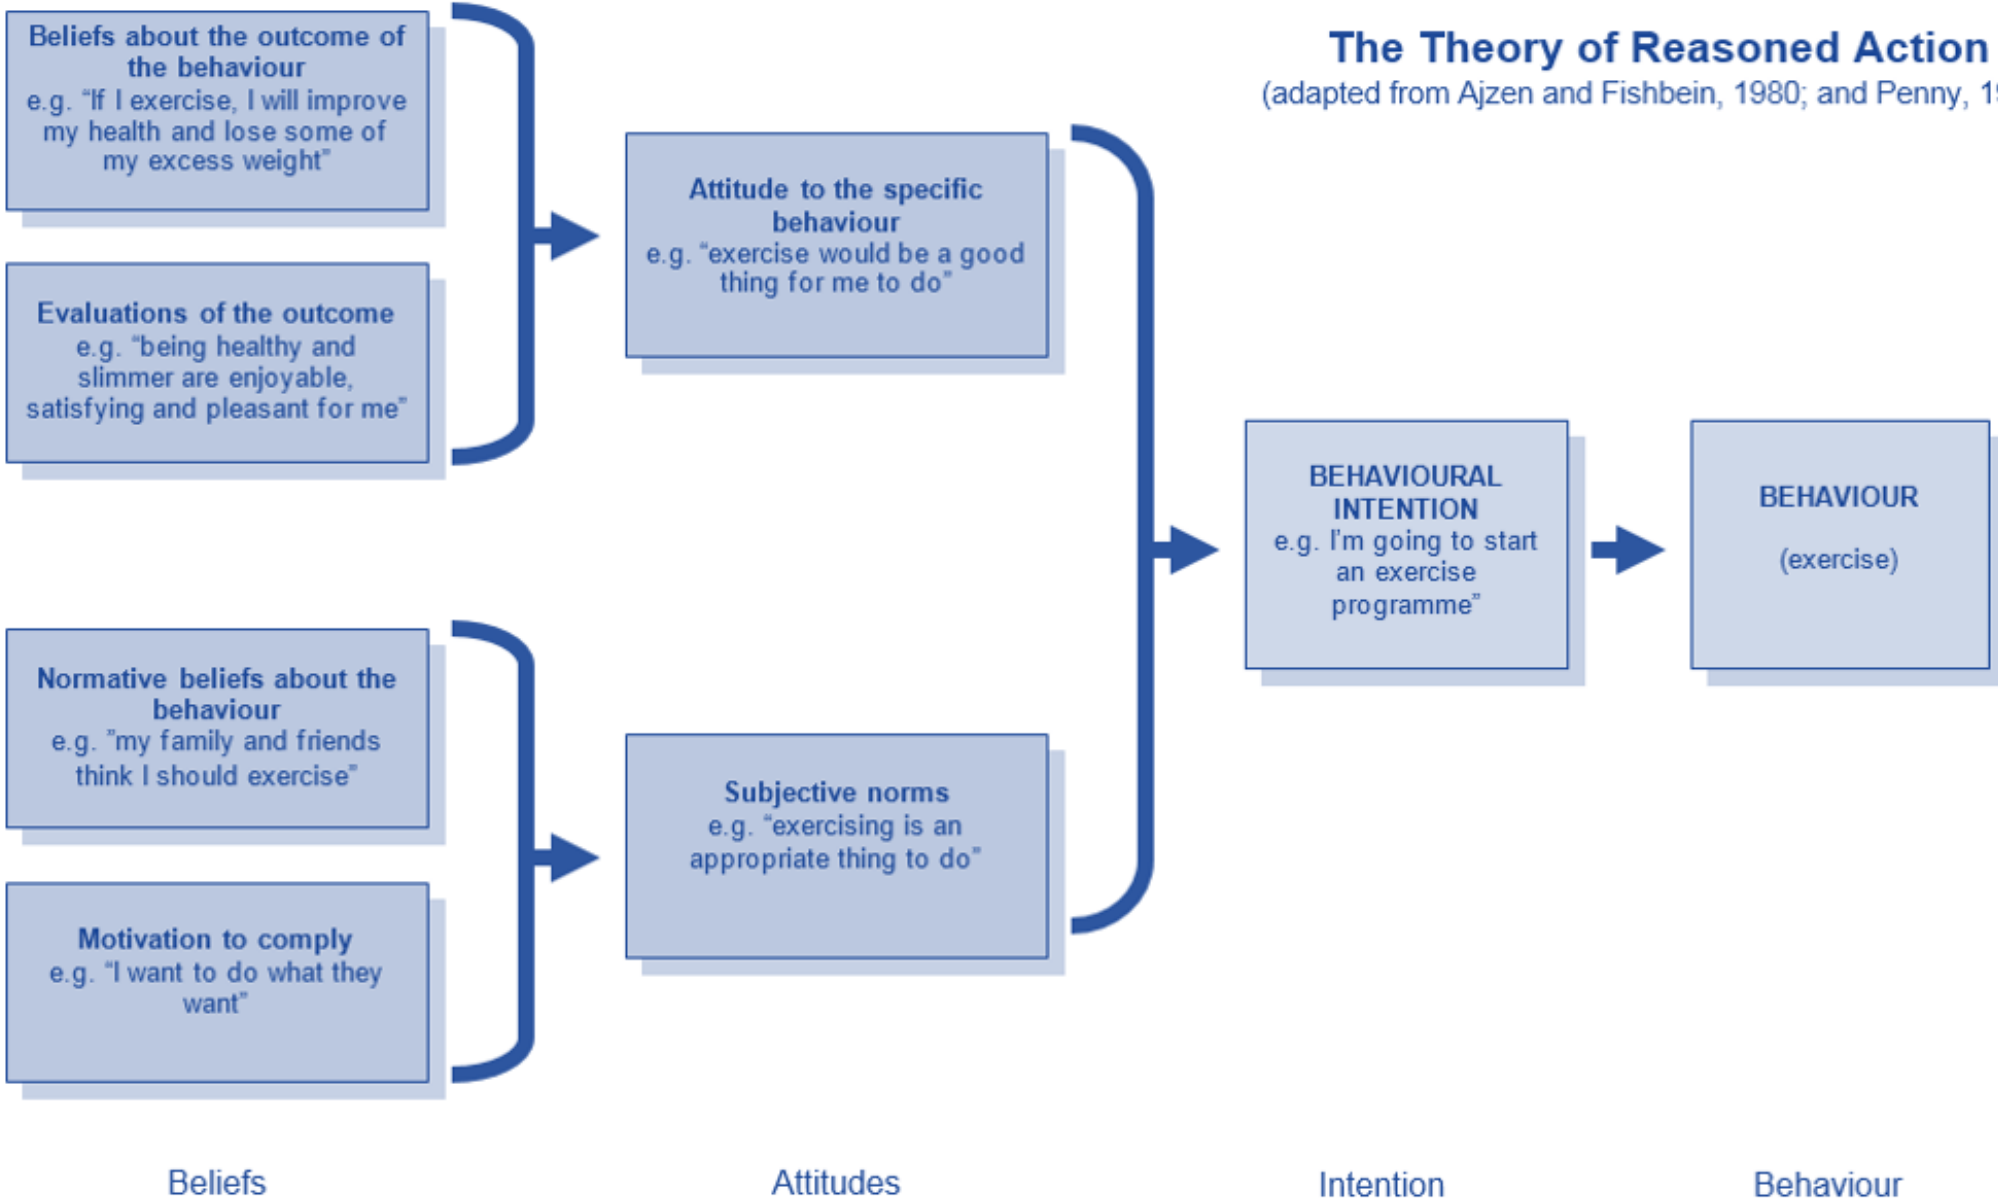 The Theory of Reasoned Action
(adapted from Ajzen and Fishbein, 1980; and Penny,
Beliefs about the outcome of
the behaviour
e.g. “If I exercise, I will improve
my health and lose some of
my excess weight”
Evaluations of the outcome
e.g. “being healthy and
slimmer are enjoyable,
satisfying and pleasant for me”
Normative beliefs about the
behaviour
e.g. ”my family and friends
think I should exercise”
Motivation to comply
e.g. “I want to do what they
want”
Attitude to the specific
behaviour
e.g. “exercise would be a good
thing for me to do”
Subjective norms
e.g. “exercising is an
appropriate thing to do”
BEHAVIOURAL
INTENTION
e.g. I’m going to start
an exercise
programme”
BEHAVIOUR
(exercise)
Beliefs
Attitudes
Intention
Behaviour